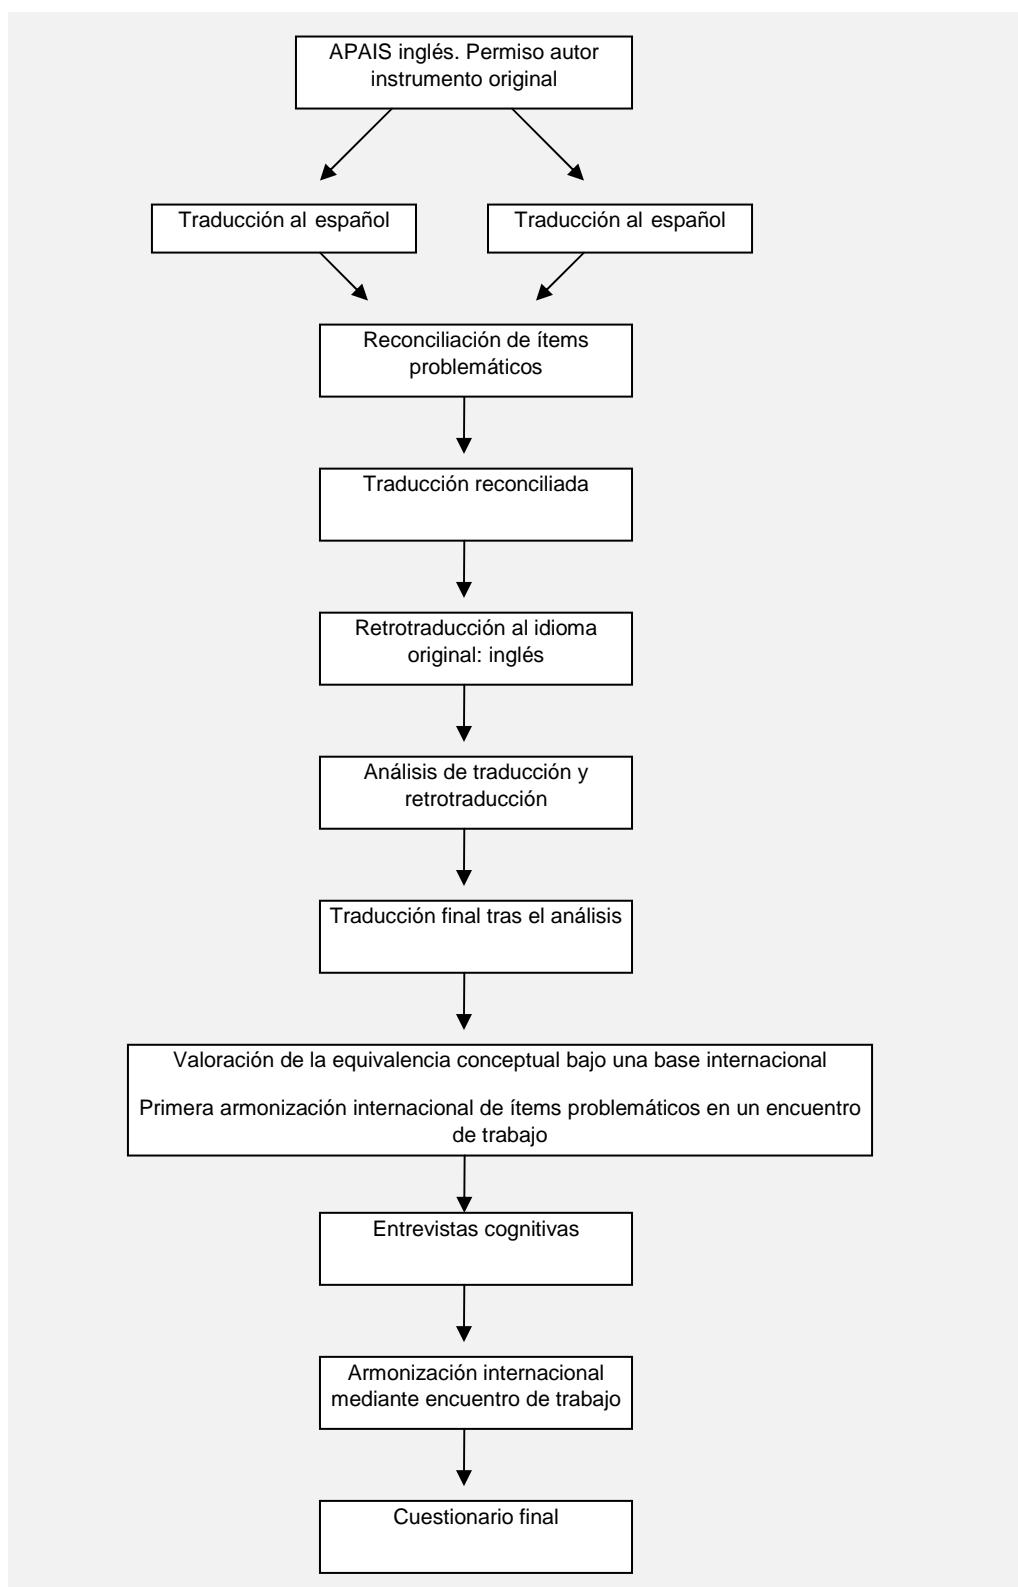 APAIS inglés. Permiso autor
instrumento original
Traducción al español
Traducción al español
Reconciliación de ítems
problemáticos
Traducción reconciliada
Retrotraducción al idioma
original: inglés
Análisis de traducción y
retrotraducción
Traducción final tras el análisis
Valoración de la equivalencia conceptual bajo una base internacional
Primera armonización internacional de ítems problemáticos en un encuentro
de trabajo
Entrevistas cognitivas
Armonización internacional
mediante encuentro de trabajo
Cuestionario final